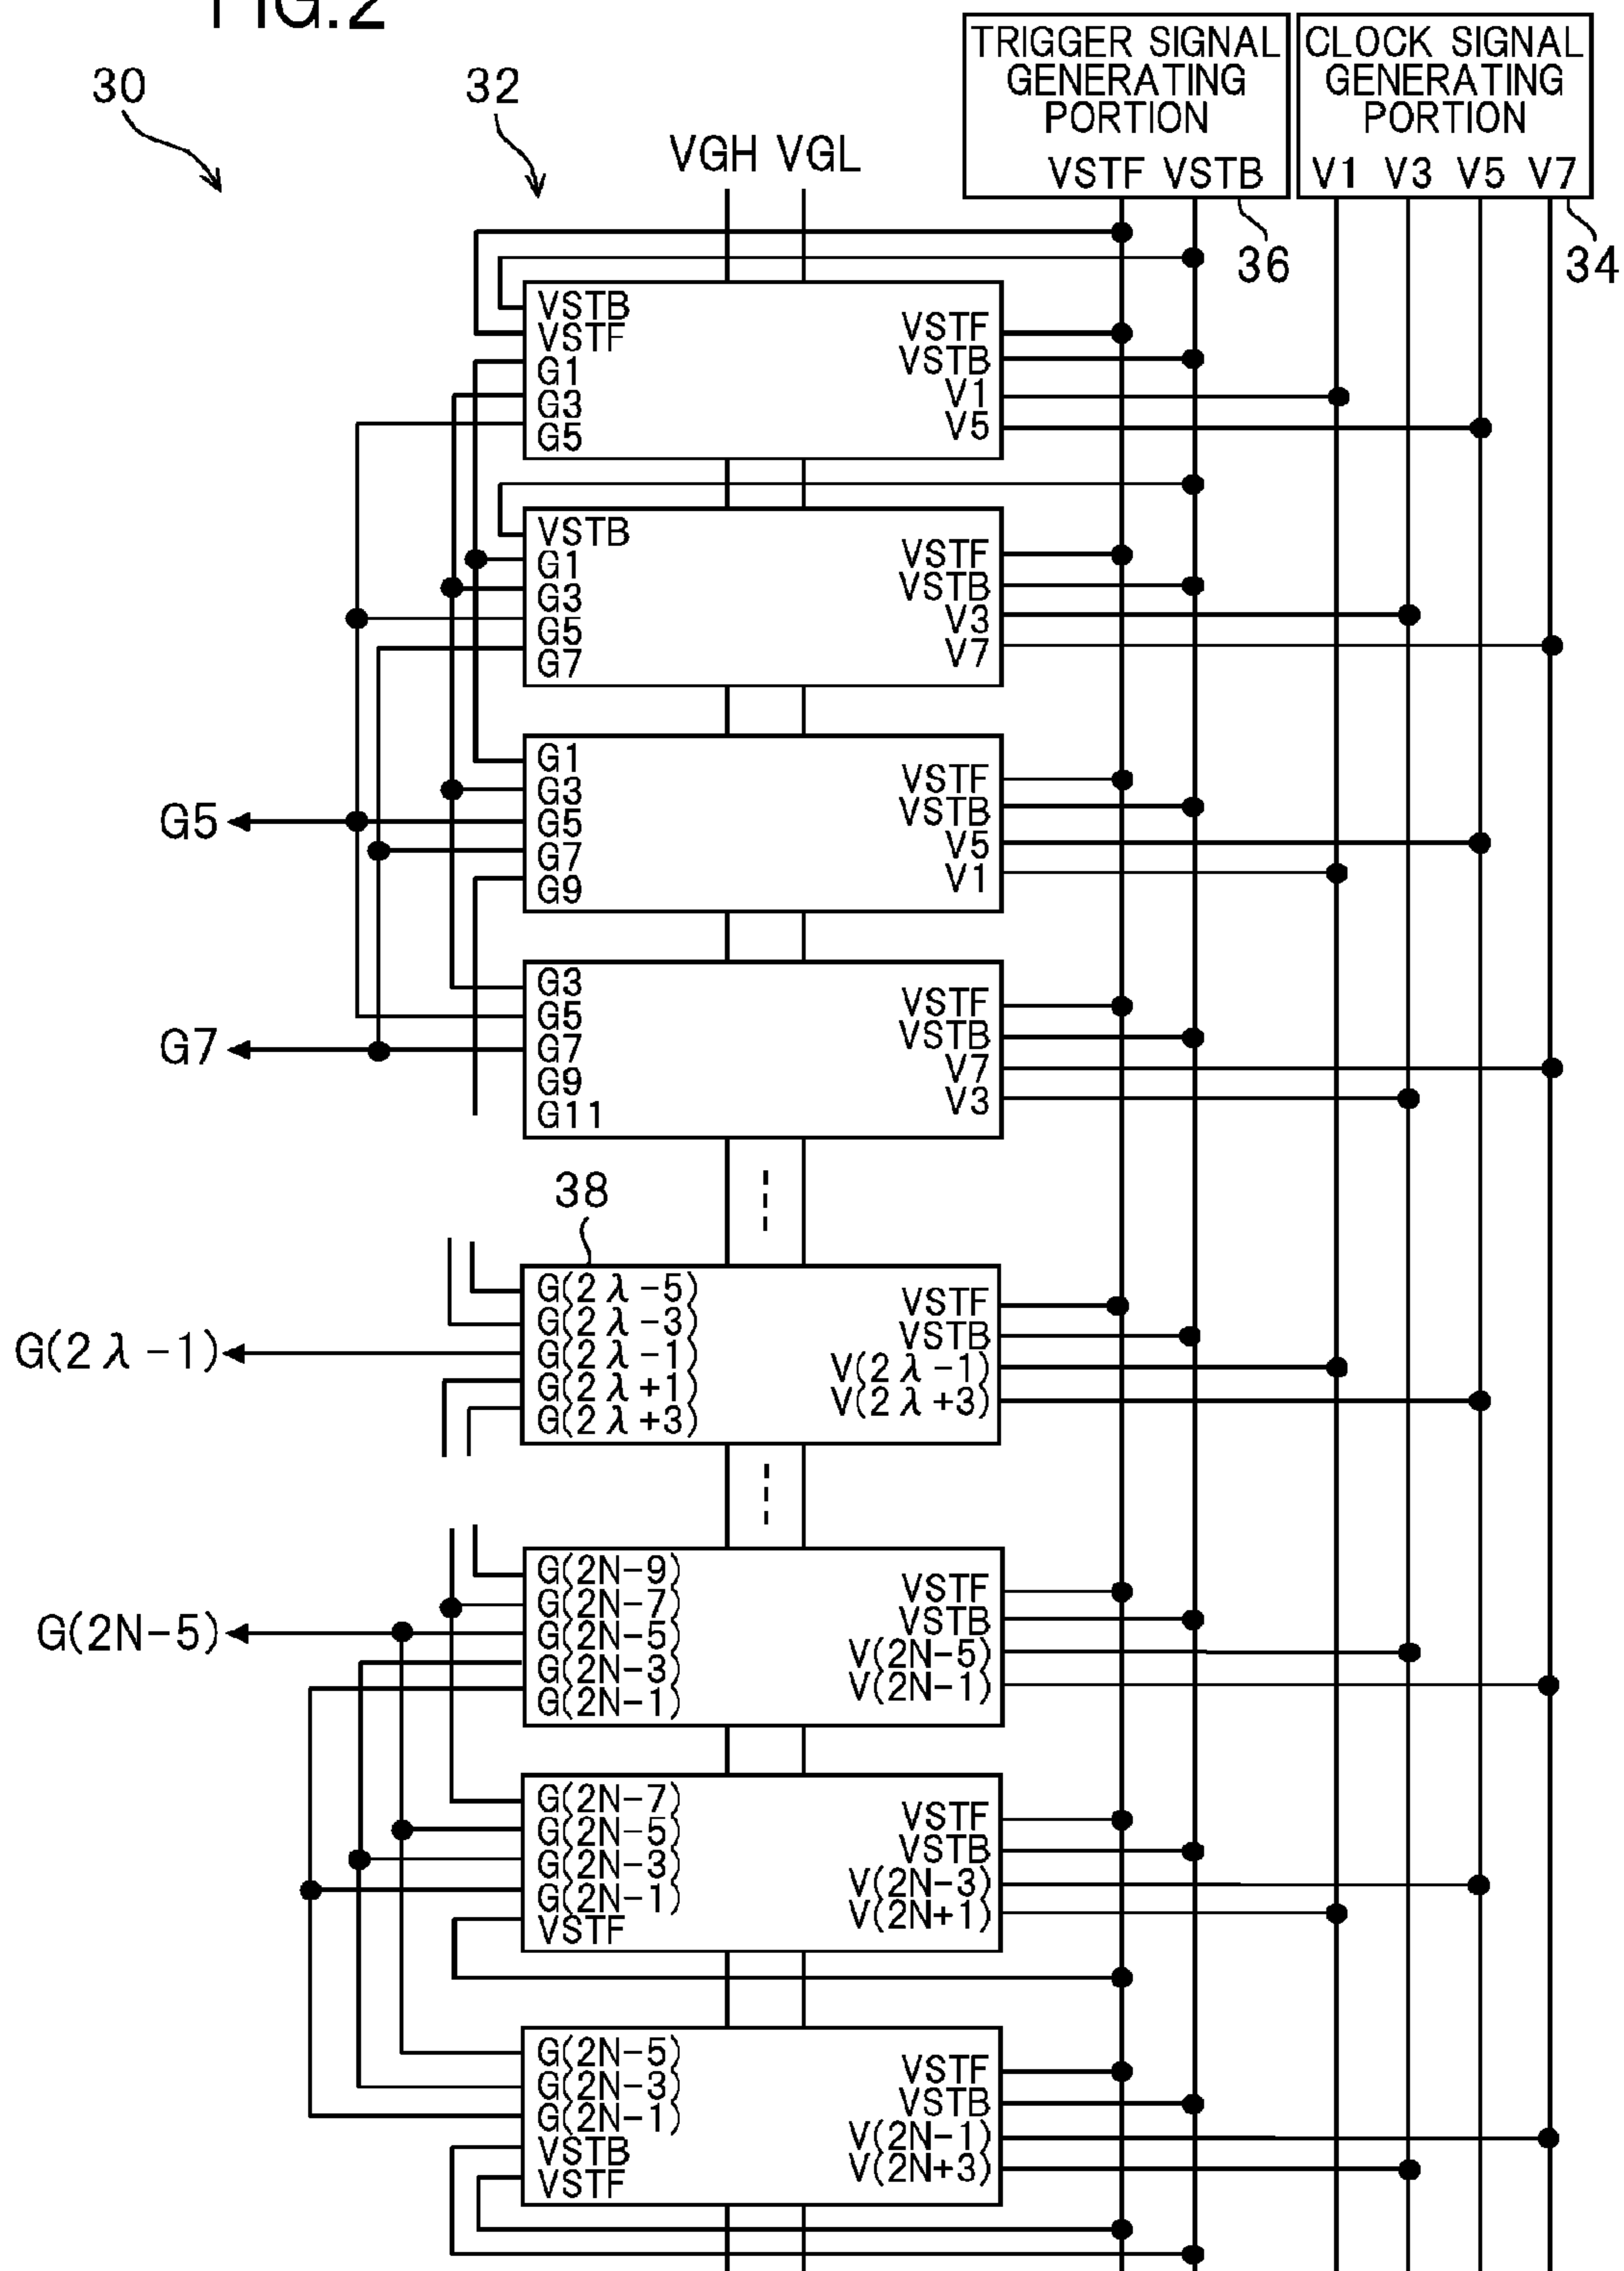 FIG.2
30
32
VGH VGL
TRIGGER SIGNAL
GENERATING
PORTION
VSTF VSTB
CLOCK SIGNAL
GENERATING
PORTION
V1 V3 V5 V7
36
34
VSTB
VSTF
G1
G3
G5
VSTF
VSTB
V1
V5
VSTB
G1
G3
G5
G7
VSTF
VSTB
V3
V7
G5
G1
G3
G5
G7
G9
VSTF
VSTB
V5
V1
G7
G3
G5
G7
G9
G11
VSTF
VSTB
V7
V3
38
G(2λ-1)
G(2λ-5)
G(2λ-3)
G(2λ-1)
G(2λ+1)
G(2λ+3)
VSTF
VSTB
V(2λ-1)
V(2λ+3)
G(2N-5)
G(2N-9)
G(2N-7)
G(2N-5)
G(2N-3)
G(2N-1)
VSTF
VSTB
V(2N-5)
V(2N-1)
G(2N-7)
G(2N-5)
G(2N-3)
G(2N-1)
VSTF
VSTF
VSTB
V(2N-3)
V(2N+1)
G(2N-5)
G(2N-3)
G(2N-1)
VSTB
VSTF
VSTF
VSTB
V(2N-1)
V(2N+3)